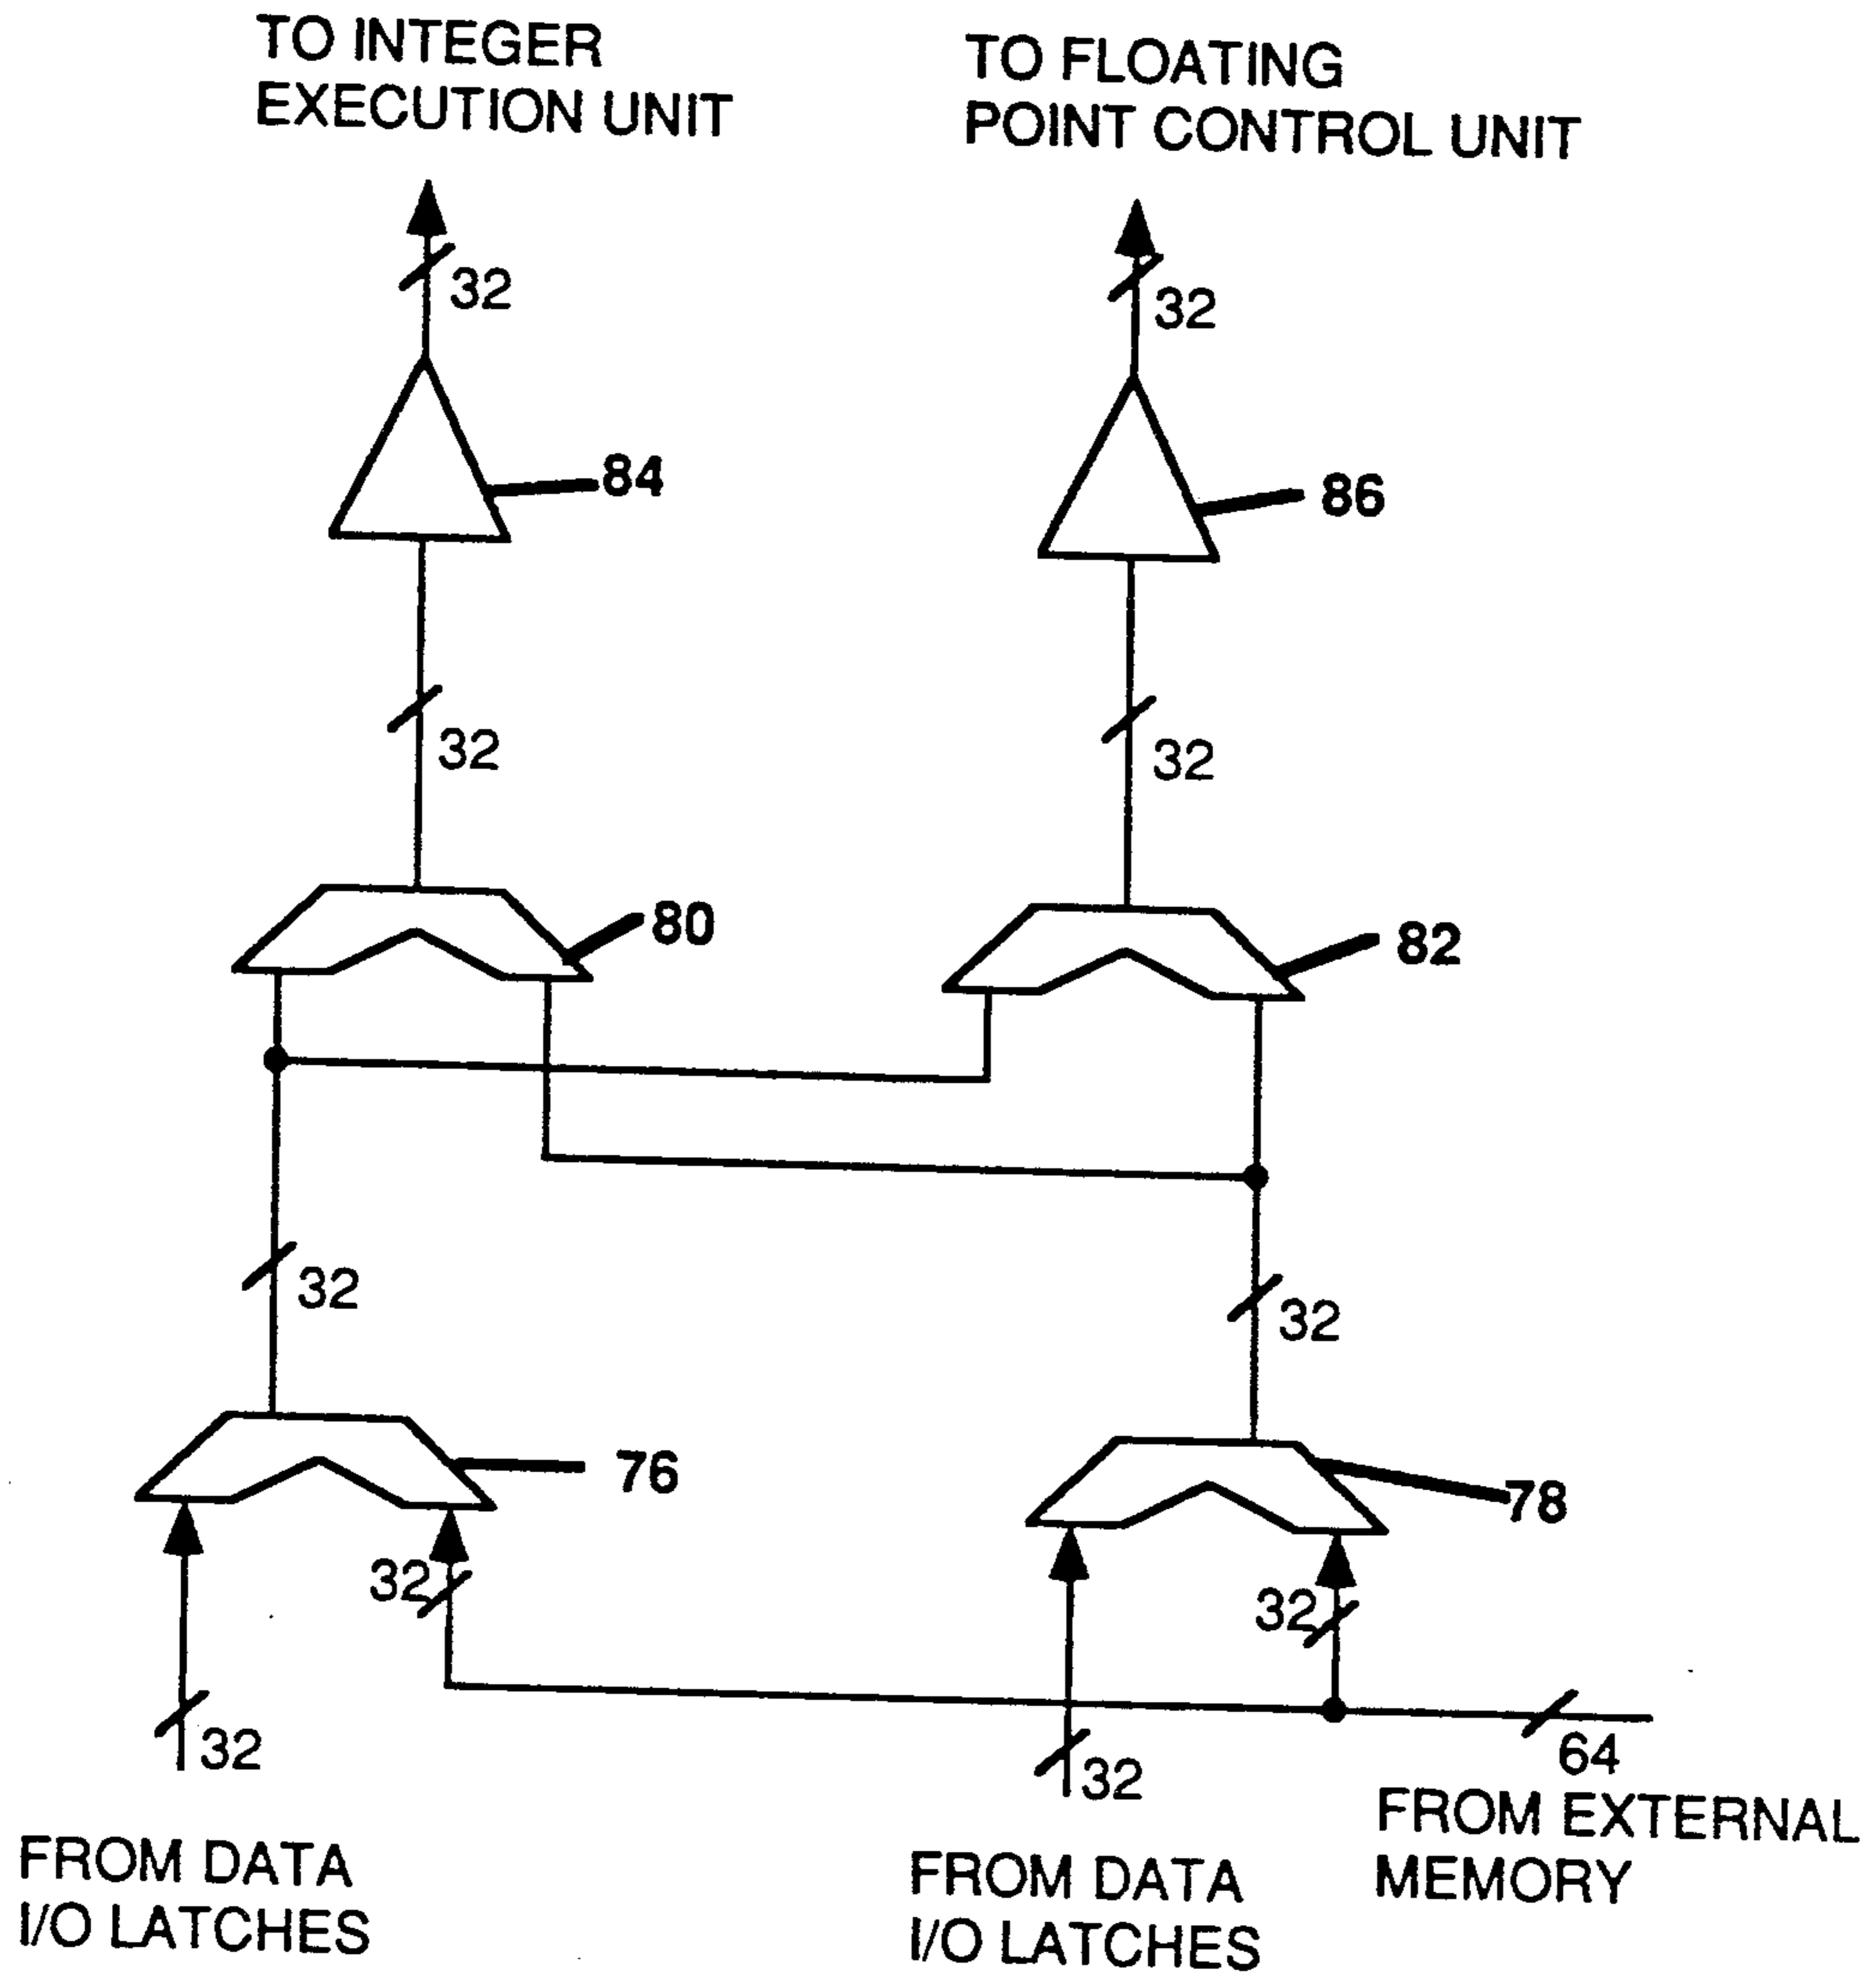 TO INTEGER
EXECUTION UNIT
TO FLOATING
POINT CONTROL UNIT
32
32
84
86
32
32
80
82
32
32
76
78
32
32
32
32
64
FROM EXTERNAL
MEMORY
FROM DATA
I/O LATCHES
FROM DATA
I/O LATCHES